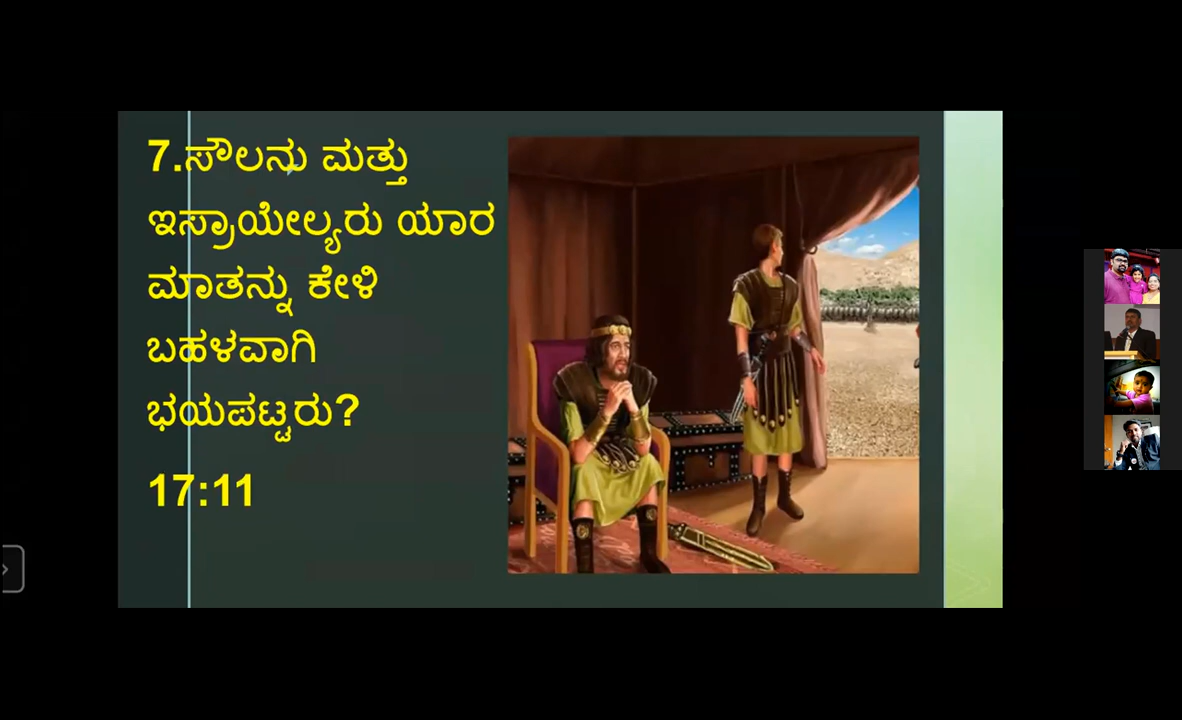 7.ಸೌಲನು ಮತ್ತು
ಇಸ್ರಾಯೇಲ್ಯರು ಯಾರ
ಮಾತನ್ನು ಕೇಳಿ
ಬಹಳವಾಗಿ
ಭಯಪಟ್ಟರು?
17:11